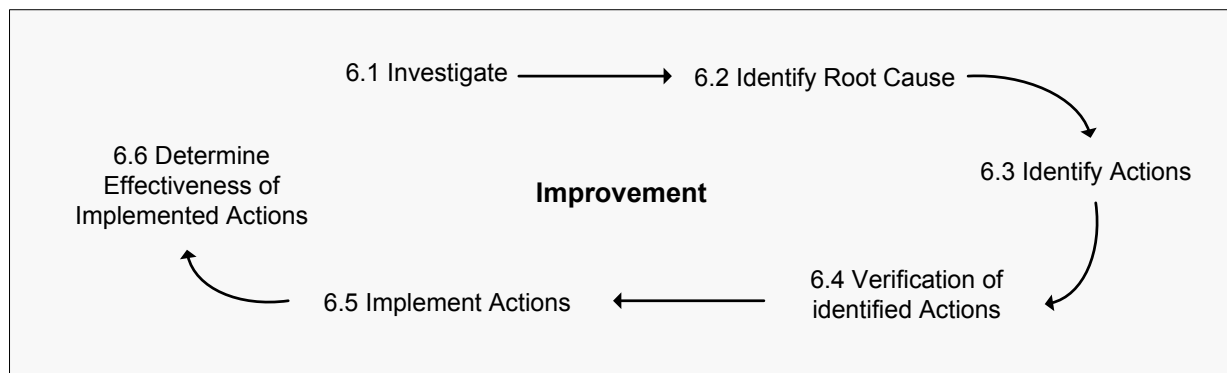 6.1 Investigate
6.2 Identify Root Cause
6.3 Identify Actions
6.4 Verification of
identified Actions
6.5 Implement Actions
6.6 Determine
Effectiveness of
Implemented Actions
Improvement